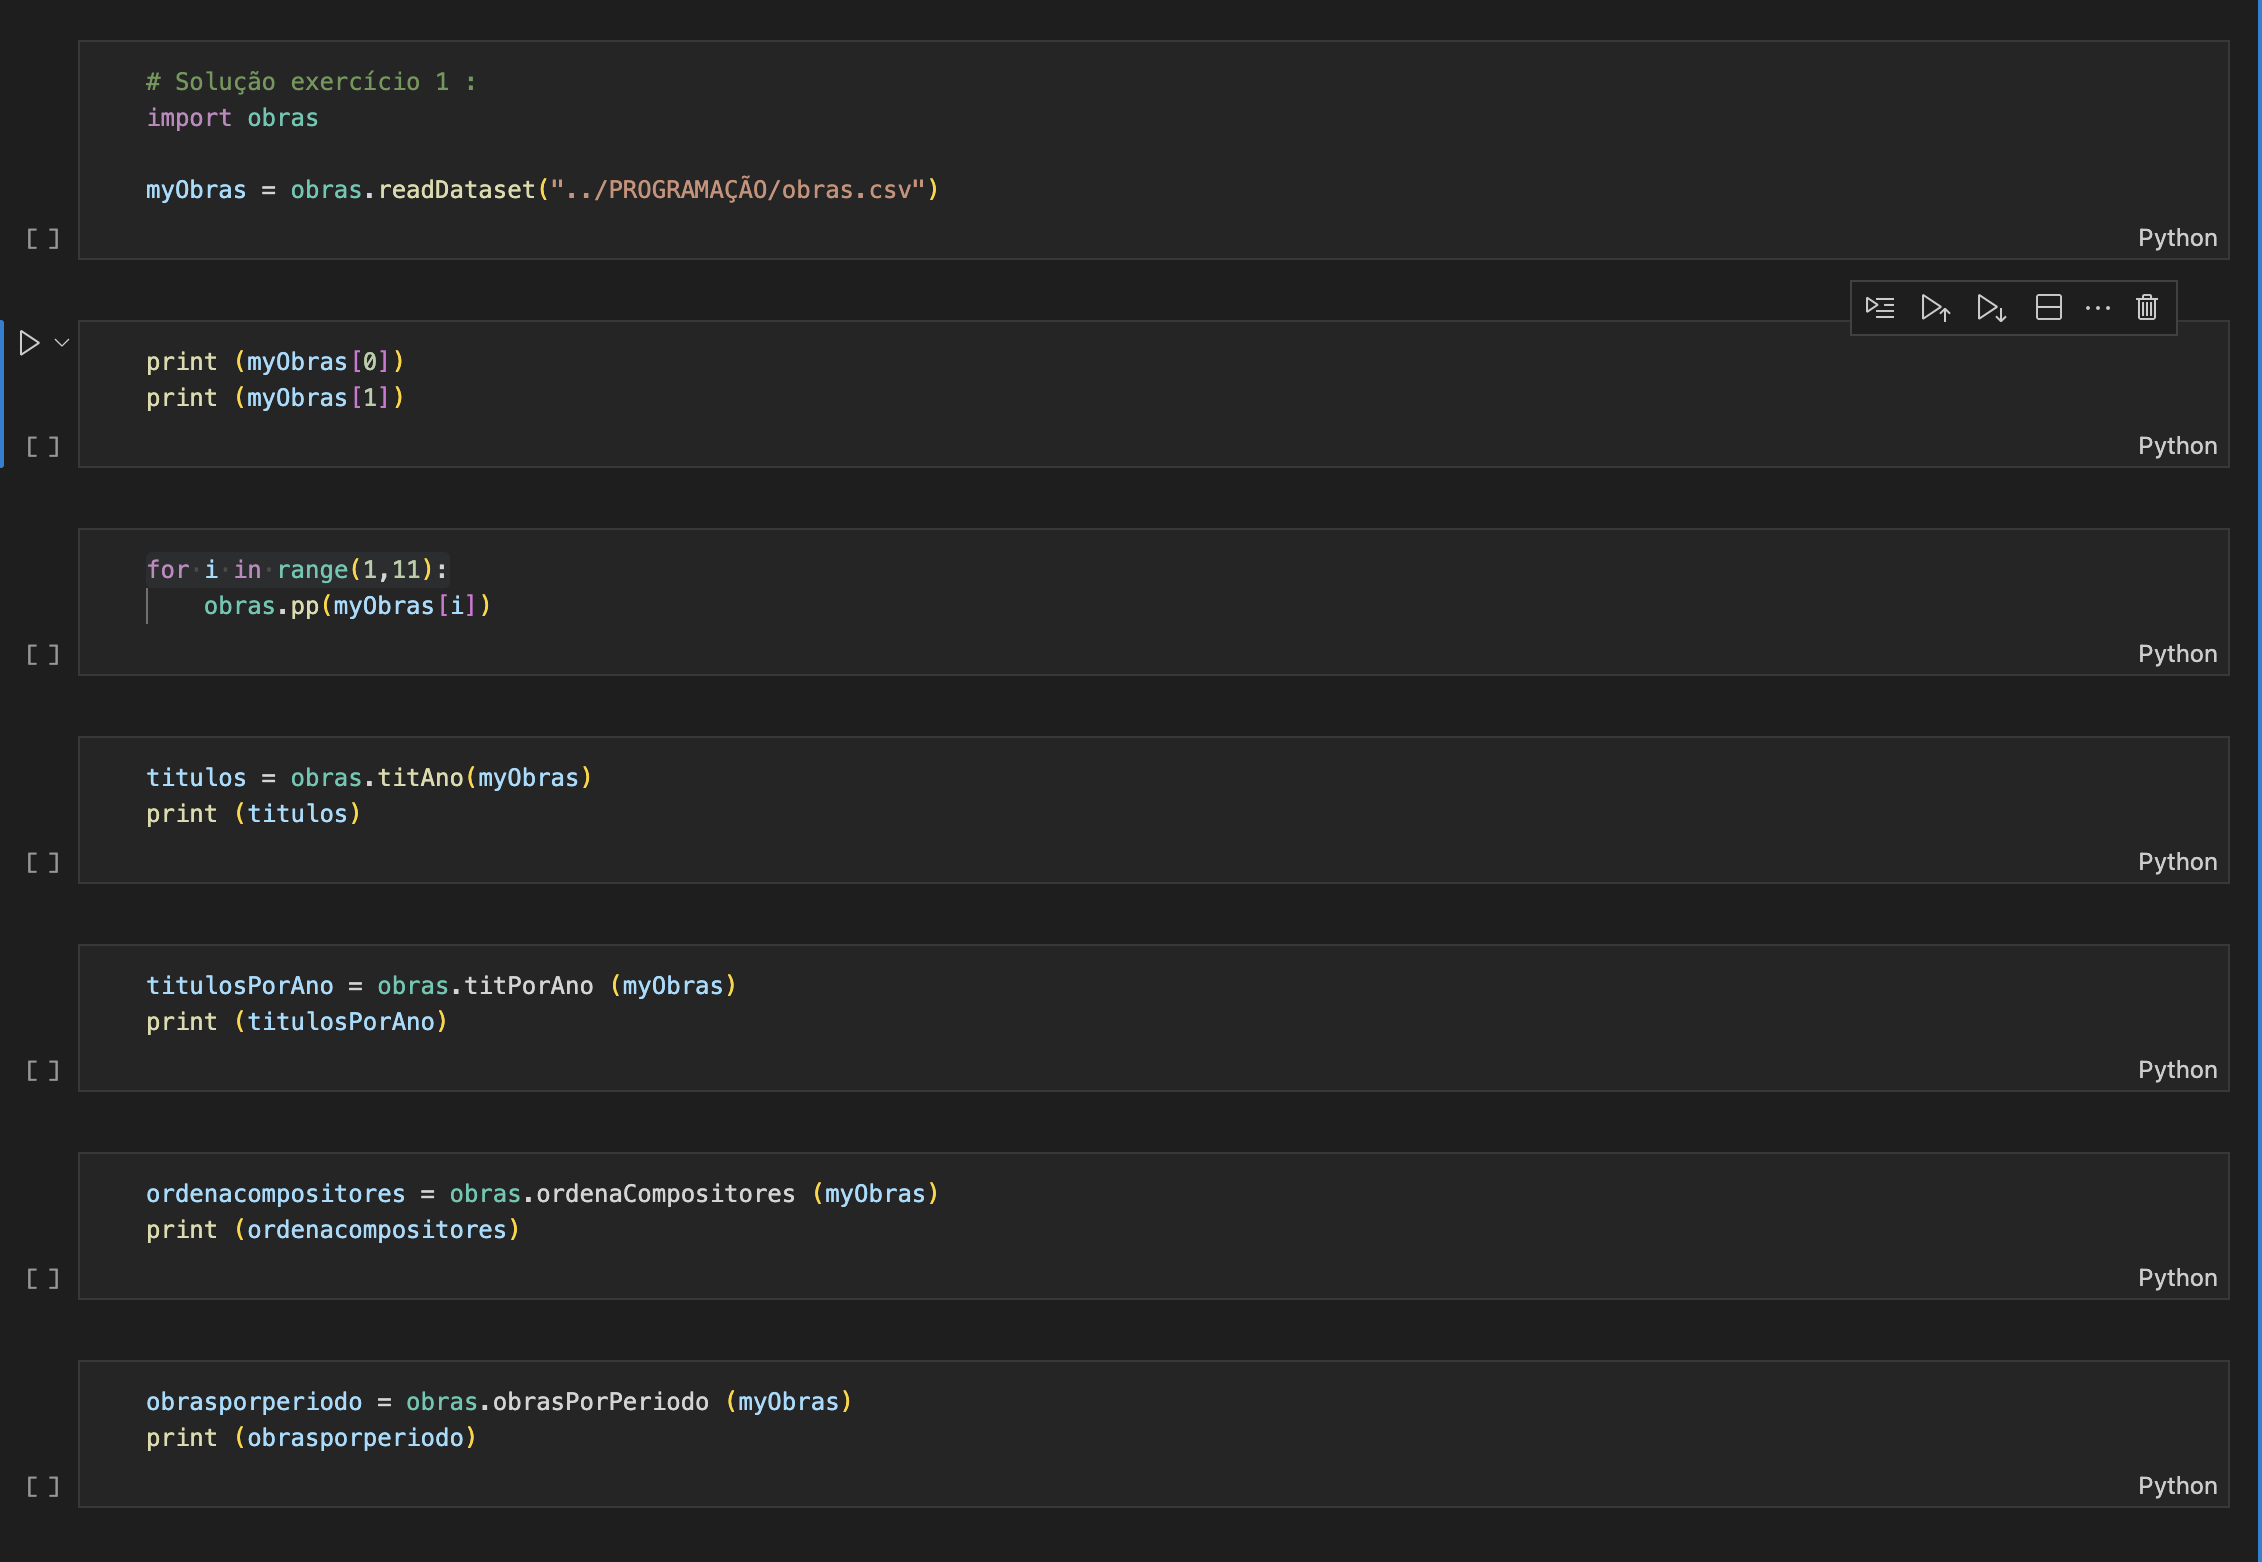 # Solução exercício 1 :
import obras
myObras = obras.readDataset("../PROGRAMAÇÃO/obras.csv")
[ ]
Python
print (myObras[0])
print (myObras[1])
[ ]
Python
for i in range(1,11):
    obras.pp(myObras[i])
[ ]
Python
titulos = obras.titAno(myObras)
print (titulos)
[ ]
Python
titulosPorAno = obras.titPorAno (myObras)
print (titulosPorAno)
[ ]
Python
ordenacompositores = obras.ordenaCompositores (myObras)
print (ordenacompositores)
[ ]
Python
obrasporperiodo = obras.obrasPorPeriodo (myObras)
print (obrasporperiodo)
[ ]
Python